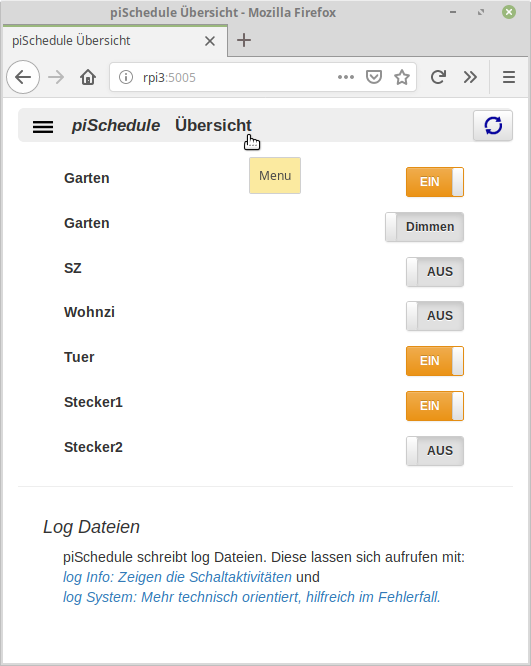 piSchedule Übersicht - Mozilla Firefox
piSchedule Übersicht
rpi3:5005
piSchedule Übersicht
Menu
Garten EIN
Garten Dimmen
SZ AUS
Wohnzi AUS
Tuer EIN
Stecker1 EIN
Stecker2 AUS
Log Dateien
piSchedule schreibt log Dateien. Diese lassen sich aufrufen mit:
log Info: Zeigen die Schaltaktivitäten und
log System: Mehr technisch orientiert, hilfreich im Fehlerfall.